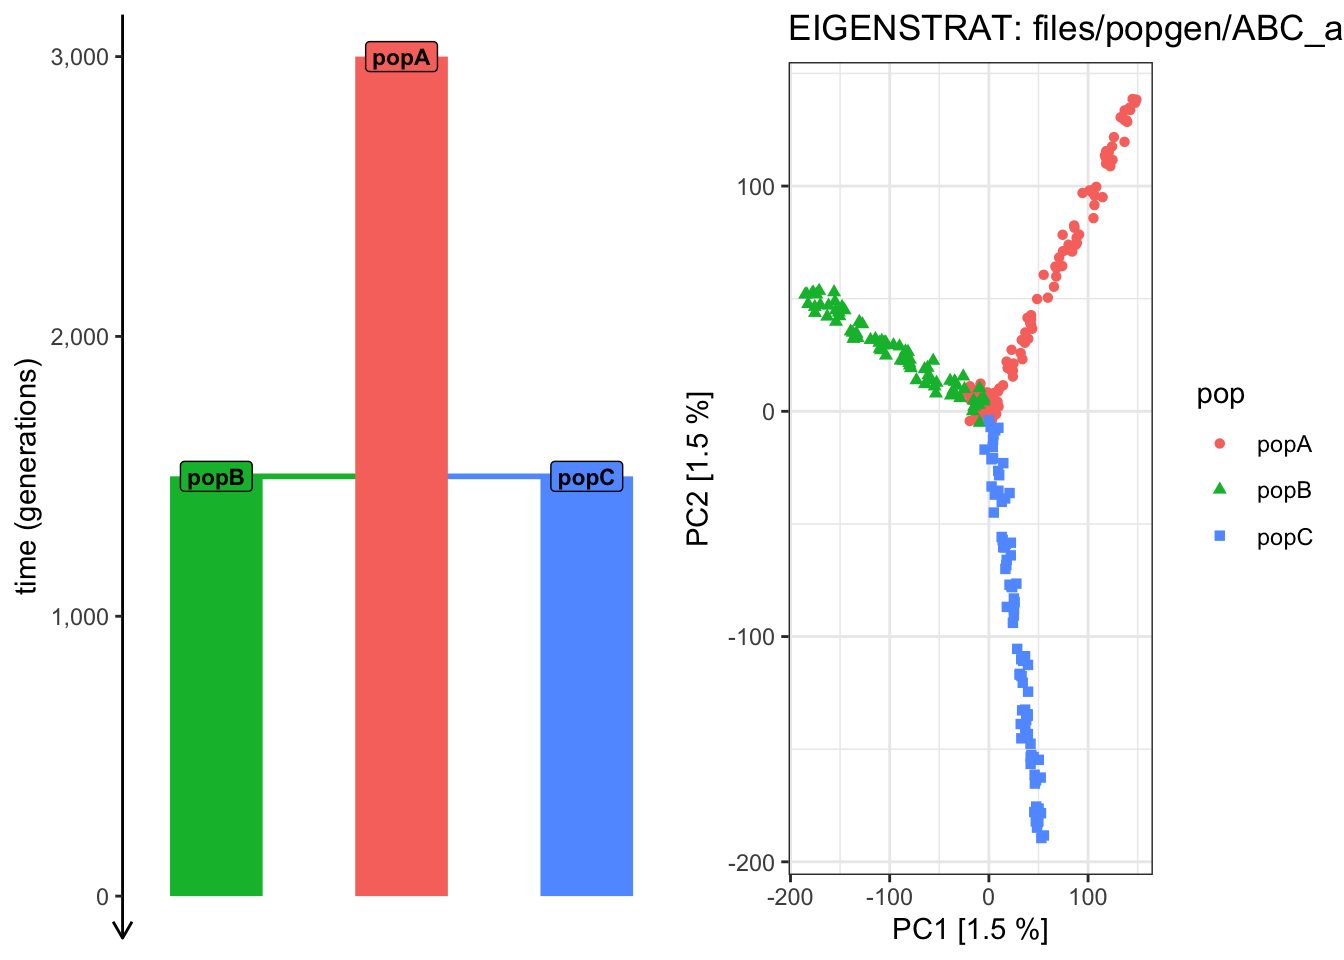 3,000
2,000
1,000
0
time (generations)
popA
popB
popC
EIGENSTRAT: files/popgen/ABC_a
100
0
-100
-200
PC2 [1.5 %]
-200
-100
0
100
PC1 [1.5 %]
pop
popA
popB
popC